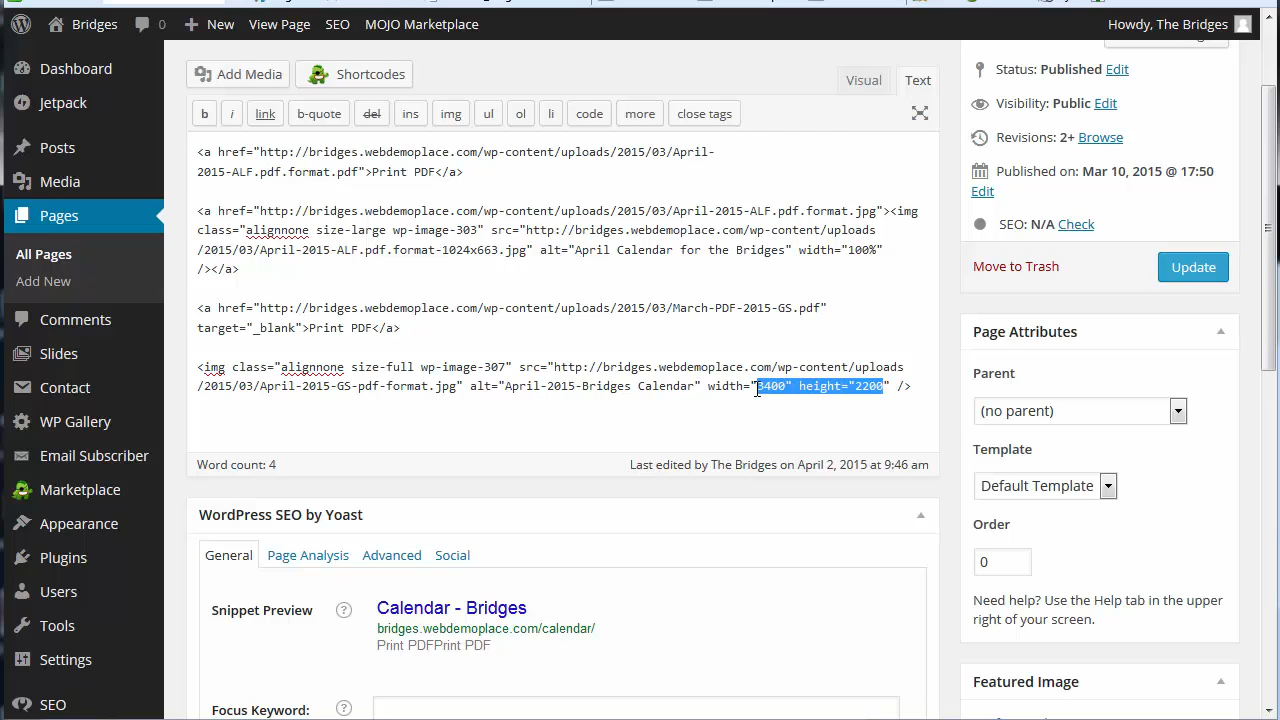 Bridges 0 New View Page SEO MOJO Marketplace Howdy, The Bridges
Dashboard
Jetpack
Posts
Media
Pages
All Pages
Add New
Comments
Slides
Contact
WP Gallery
Email Subscriber
Marketplace
Appearance
Plugins
Users
Tools
Settings
SEO
Add Media Shortcodes Visual Text
b i link b-quote del ins img ul ol li code more close tags
<a href="http://bridges.webdemoplace.com/wp-content/uploads/2015/03/April-
2015-ALF.pdf.format.pdf">Print PDF</a>
<a href="http://bridges.webdemoplace.com/wp-content/uploads/2015/03/April-2015-ALF.pdf.format.jpg"><img
class="alignnone size-large wp-image-303" src="http://bridges.webdemoplace.com/wp-content/uploads
/2015/03/April-2015-ALF.pdf.format-1024x663.jpg" alt="April Calendar for the Bridges" width="100%"
/></a>
<a href="http://bridges.webdemoplace.com/wp-content/uploads/2015/03/March-PDF-2015-GS.pdf"
target="_blank">Print PDF</a>
<img class="alignnone size-full wp-image-307" src="http://bridges.webdemoplace.com/wp-content/uploads
/2015/03/April-2015-GS-pdf-format.jpg" alt="April-2015-Bridges Calendar" width="3400" height="2200" />
Word count: 4 Last edited by The Bridges on April 2, 2015 at 9:46 am
WordPress SEO by Yoast
General Page Analysis Advanced Social
Snippet Preview ? Calendar - Bridges
bridges.webdemoplace.com/calendar/
Print PDFPrint PDF
Focus Keyword: ?
Status: Published Edit
Visibility: Public Edit
Revisions: 2+ Browse
Published on: Mar 10, 2015 @ 17:50
Edit
SEO: N/A Check
Move to Trash Update
Page Attributes
Parent
(no parent)
Template
Default Template
Order
0
Need help? Use the Help tab in the upper
right of your screen.
Featured Image